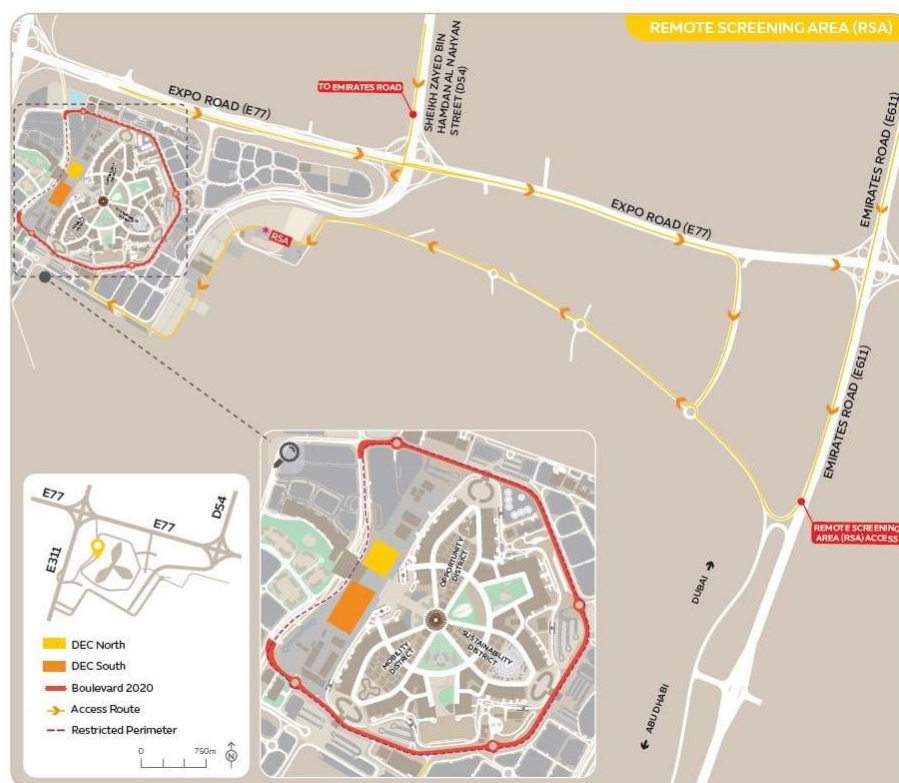 REMOTE SCREENING AREA (RSA)
EXPO ROAD (E77)
TO EMIRATES ROAD
SHEIKH ZAYED BIN
HAMDAN AL NAHYAN
STREET (D54)
EMIRATES ROAD (E611)
EXPO ROAD (E77)
RSA
EMIRATES ROAD (E611)
REMOTE SCREENING
AREA (RSA) ACCESS
DUBAI
ABU DHABI
OPPORTUNITY
DISTRICT
MOBILITY
DISTRICT
SUSTAINABILITY
DISTRICT
E77
E77
D54
E311
DEC North
DEC South
Boulevard 2020
Access Route
Restricted Perimeter
0 750m
N